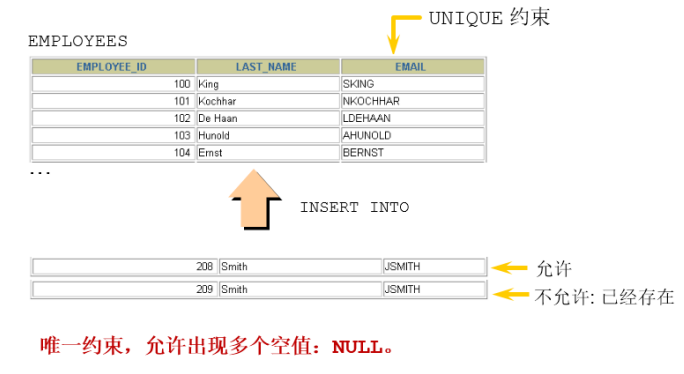 UNIQUE 约束
EMPLOYEES
EMPLOYEE_ID LAST_NAME EMAIL
100 King SKING
101 Kochhar NKOCHHAR
102 De Haan LDEHAAN
103 Hunold AHUNOLD
104 Ernst BERNST
...
INSERT INTO
208 Smith JSMITH 允许
209 Smith JSMITH 不允许: 已经存在
唯一约束，允许出现多个空值：NULL。